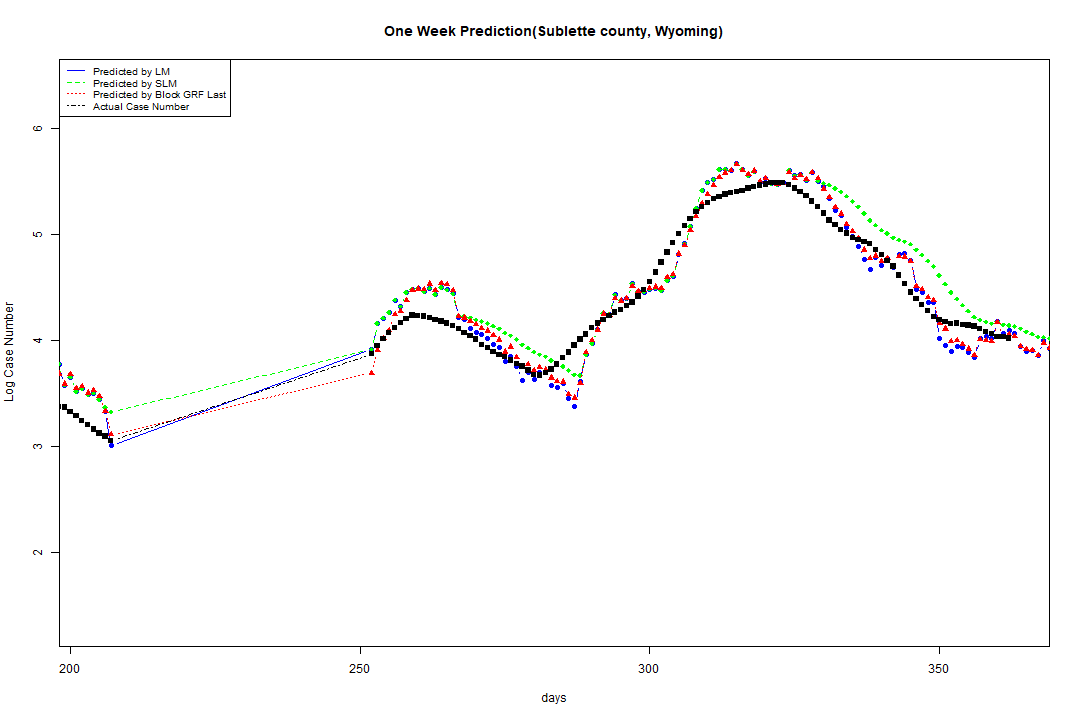 One Week Prediction(Sublette county, Wyoming)
Predicted by LM
Predicted by SLM
Predicted by Block GRF Last
Actual Case Number
6
5
4
3
2
Log Case Number
200 250 300 350
days